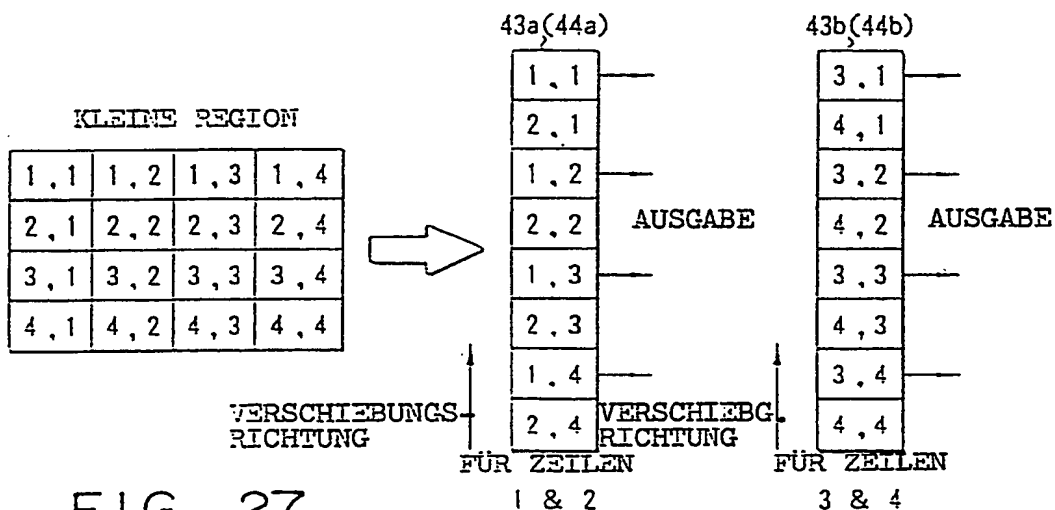 43a(44a)
43b(44b)
KLEINE REGION
1,1 1,2 1,3 1,4
2,1 2,2 2,3 2,4
3,1 3,2 3,3 3,4
4,1 4,2 4,3 4,4
1,1
2,1
1,2
2,2
1,3
2,3
1,4
2,4
AUSGABE
3,1
4,1
3,2
4,2
3,3
4,3
3,4
4,4
AUSGABE
VERSCHIEBUNGS-
RICHTUNG
FÜR ZEILEN
1 & 2
VERSCHIEBG.
RICHTUNG
FÜR ZEILEN
3 & 4
FIG. 27